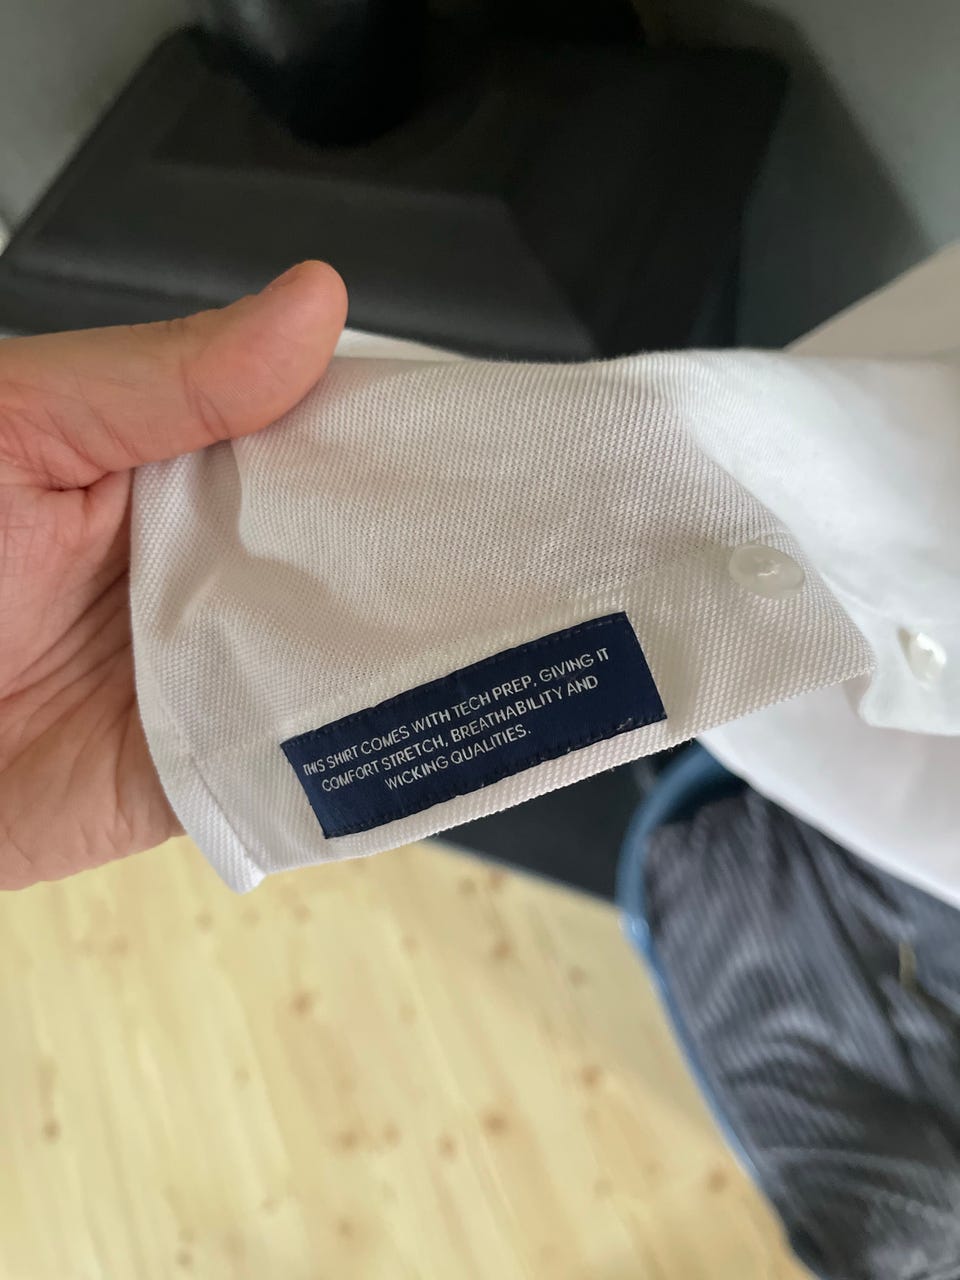 THIS SHIRT COMES WITH TECH PREP, GIVING IT
COMFORT STRETCH, BREATHABILITY AND
WICKING QUALITIES.